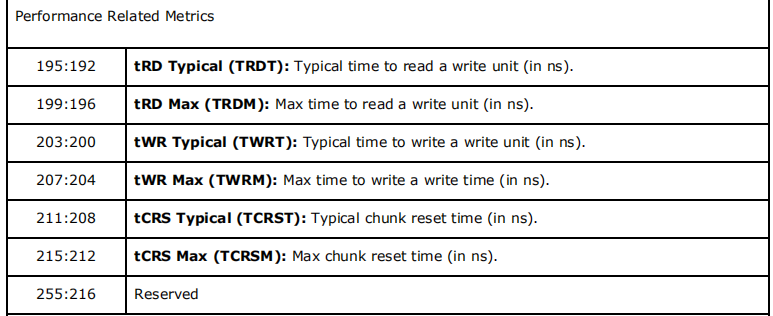 Performance Related Metrics
195:192 tRD Typical (TRDT): Typical time to read a write unit (in ns).
199:196 tRD Max (TRDM): Max time to read a write unit (in ns).
203:200 tWR Typical (TWRT): Typical time to write a write unit (in ns).
207:204 tWR Max (TWRM): Max time to write a write time (in ns).
211:208 tCRS Typical (TCRST): Typical chunk reset time (in ns).
215:212 tCRS Max (TCRSM): Max chunk reset time (in ns).
255:216 Reserved